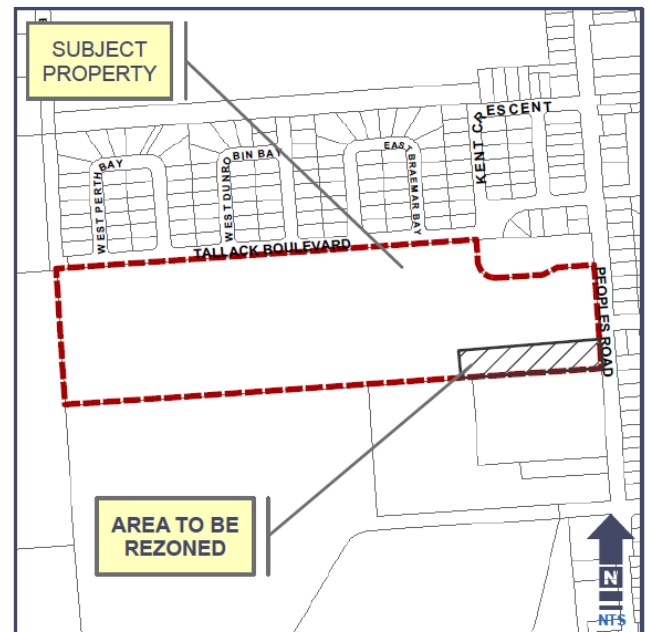 SUBJECT
PROPERTY
KENT CRESCENT
WEST PERTH BAY
WEST DUNROBIN BAY
EAST BRAEMAR BAY
TALLACK BOULEVARD
PEOPLES ROAD
AREA TO BE
REZONED
N
NTS